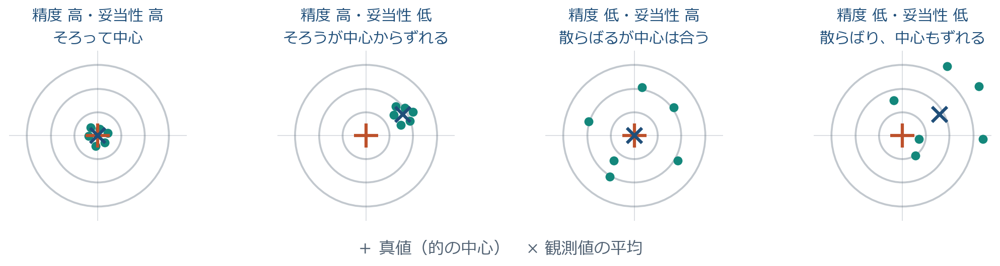 精度 高・妥当性 高
そろって中心
精度 高・妥当性 低
そろうが中心からずれる
精度 低・妥当性 高
散らばるが中心は合う
精度 低・妥当性 低
散らばり、中心もずれる
＋ 真値（的の中心）　× 観測値の平均